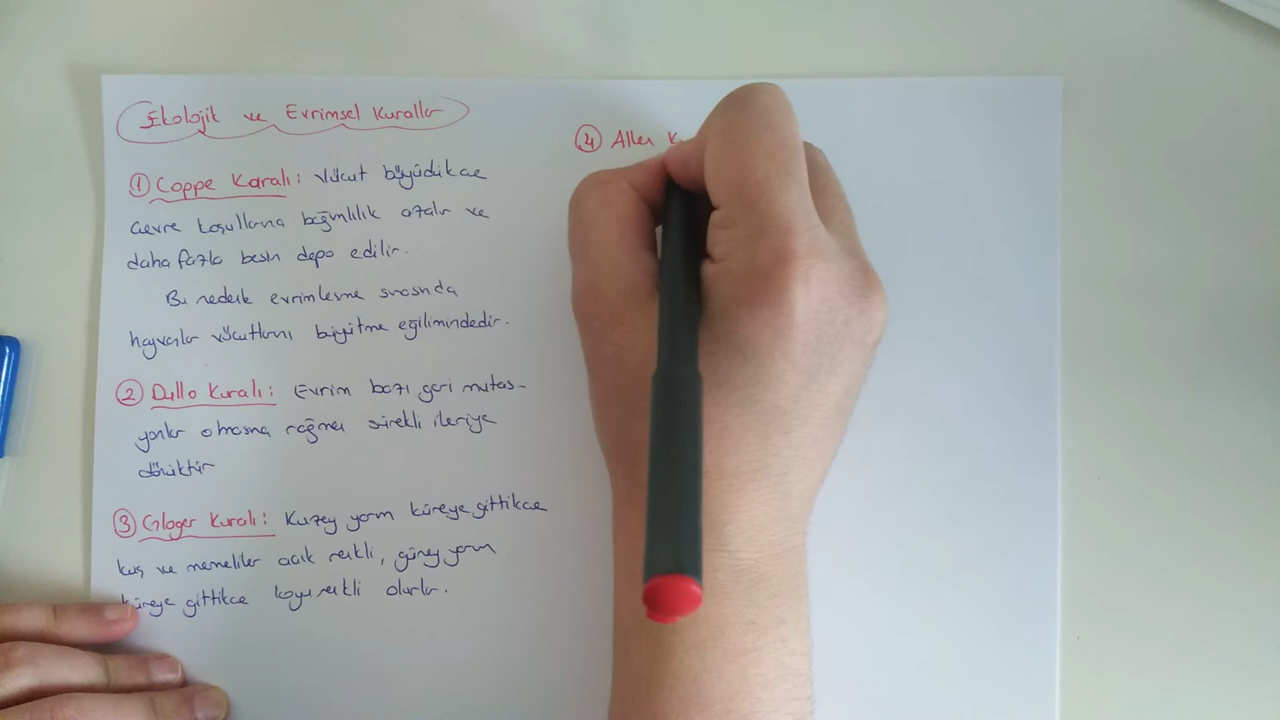 Ekolojik ve Evrimsel Kurallar
① Coppe Kuralı: Vücut büyüdükçe
çevre koşullarına bağımlılık azalır ve
daha fazla besin depo edilir.
Bu nedenle evrimleşme sırasında
hayvanlar vücutlarını büyütme eğilimindedir.
② Dollo Kuralı: Evrim bazı geri mutas-
yonlar olmasına rağmen sürekli ileriye
dönüktür
③ Gloger Kuralı: Kuzey yarım küreye gittikçe
kuş ve memeliler açık renkli, güney yarım
küreye gittikçe koyu renkli olurlar.
④ Allen K